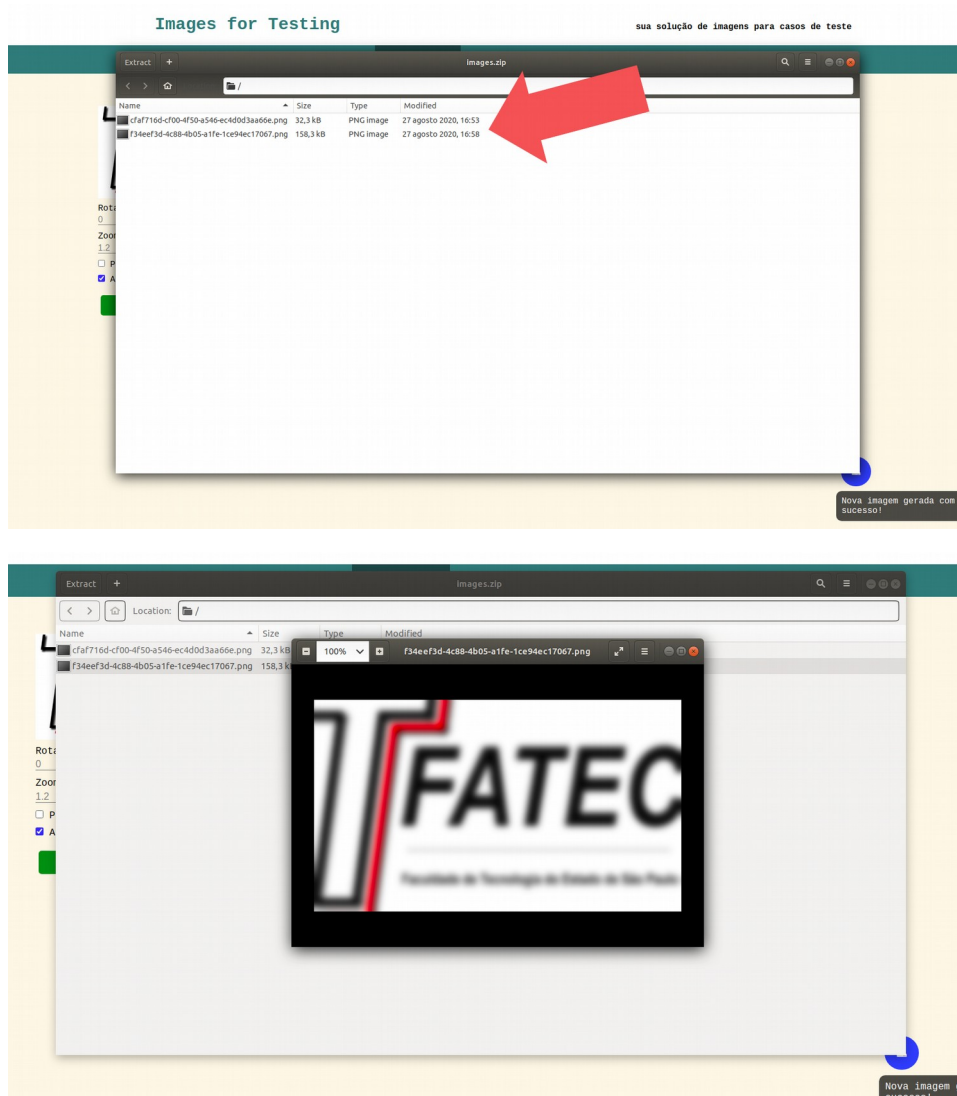 Images for Testing
sua solução de imagens para casos de teste
Extract +
Images.zip
/
Name Size Type Modified
cfaf716d-cf00-4f50-a546-ec4d0d3aa66e.png 32,3 kB PNG image 27 agosto 2020, 16:53
f34eef3d-4c88-4b05-a1fe-1ce94ec17067.png 158,3 kB PNG image 27 agosto 2020, 16:58
Rota
0
Zoor
1.2
P
A
Nova imagem gerada com
sucesso!
Extract +
Images.zip
Location: /
Name Size Type Modified
cfaf716d-cf00-4f50-a546-ec4d0d3aa66e.png 32,3 kB
f34eef3d-4c88-4b05-a1fe-1ce94ec17067.png 158,3 k
100% f34eef3d-4c88-4b05-a1fe-1ce94ec17067.png
FATEC
Faculdade de Tecnologia do Estado de São Paulo
Rota
0
Zoor
1.2
P
A
Nova imagem